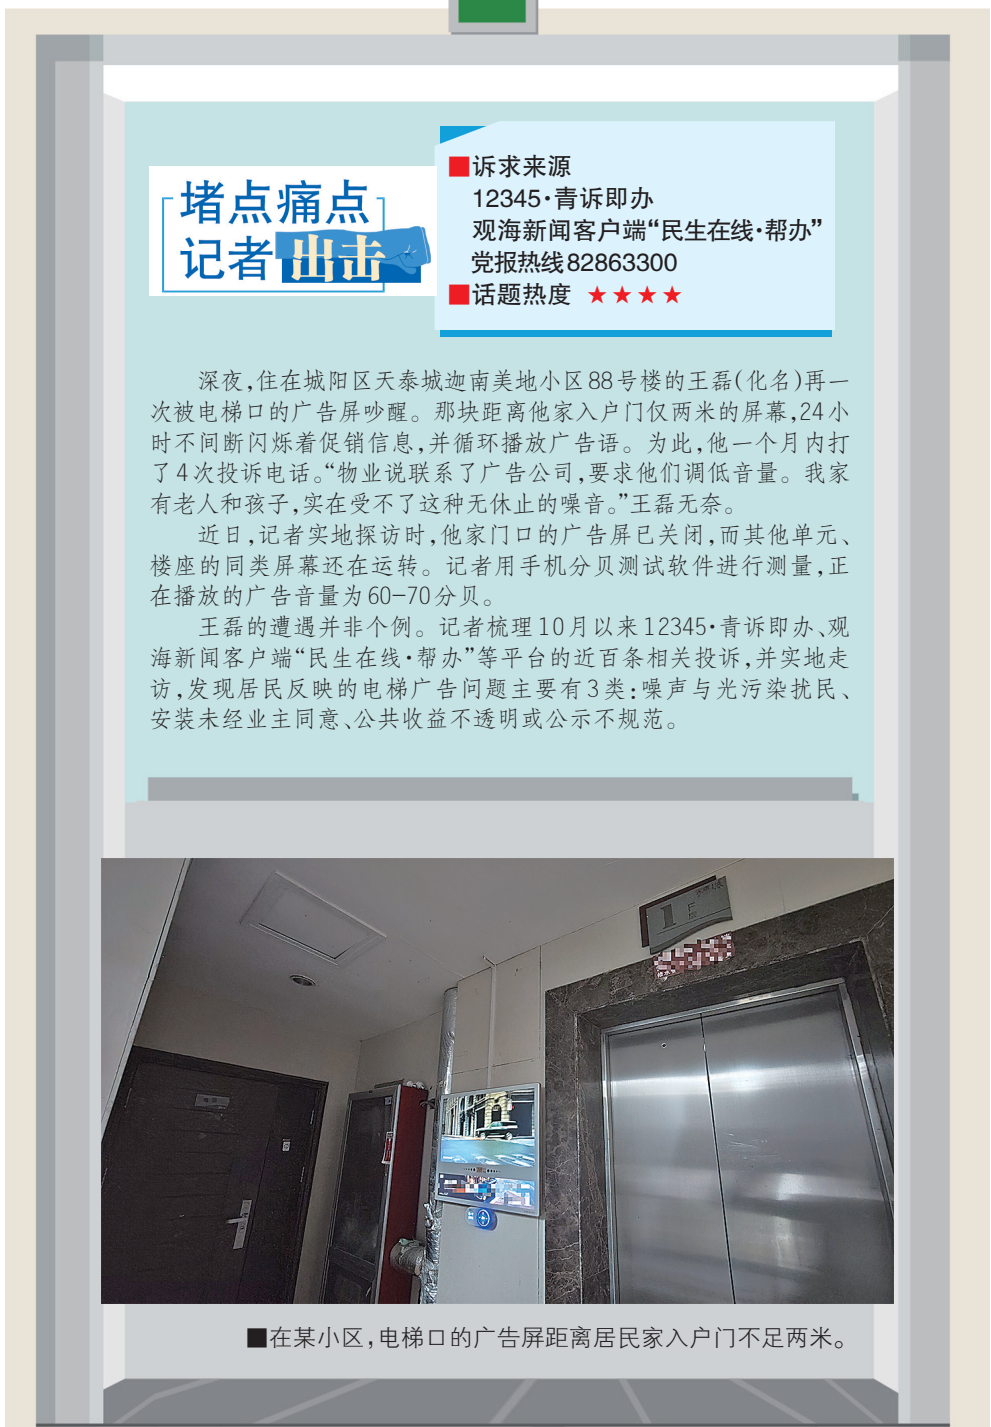 堵点痛点
记者出击
■诉求来源
12345·青诉即办
观海新闻客户端“民生在线·帮办”
党报热线82863300
■话题热度 ★★★★
深夜,住在城阳区天泰城迦南美地小区88号楼的王磊(化名)再一
次被电梯口的广告屏吵醒。那块距离他家入户门仅两米的屏幕,24小
时不间断闪烁着促销信息,并循环播放广告语。为此,他一个月内打
了4次投诉电话。“物业说联系了广告公司,要求他们调低音量。我家
有老人和孩子,实在受不了这种无休止的噪音。”王磊无奈。
近日,记者实地探访时,他家门口的广告屏已关闭,而其他单元、
楼座的同类屏幕还在运转。记者用手机分贝测试软件进行测量,正
在播放的广告音量为60-70分贝。
王磊的遭遇并非个例。记者梳理10月以来12345·青诉即办、观
海新闻客户端“民生在线·帮办”等平台的近百条相关投诉,并实地走
访,发现居民反映的电梯广告问题主要有3类:噪声与光污染扰民、
安装未经业主同意、公共收益不透明或公示不规范。
1F
■在某小区,电梯口的广告屏距离居民家入户门不足两米。